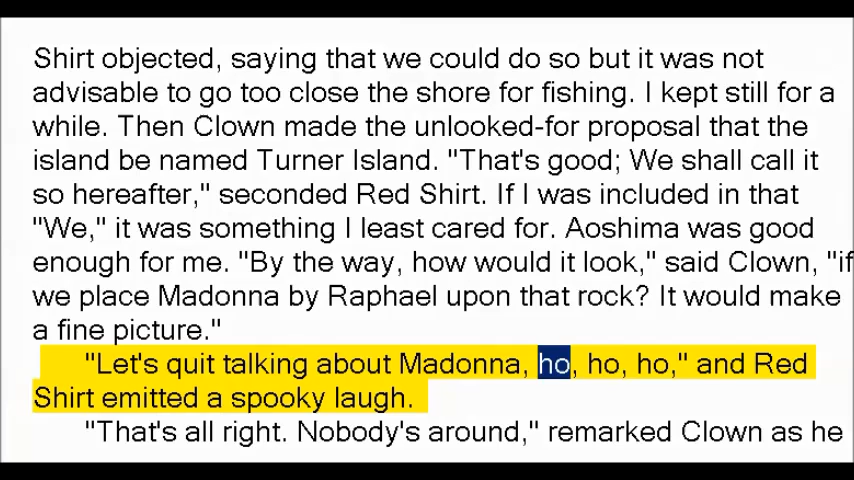 Shirt objected, saying that we could do so but it was not
advisable to go too close the shore for fishing. I kept still for a
while. Then Clown made the unlooked-for proposal that the
island be named Turner Island. "That's good; We shall call it
so hereafter," seconded Red Shirt. If I was included in that
"We," it was something I least cared for. Aoshima was good
enough for me. "By the way, how would it look," said Clown, "if
we place Madonna by Raphael upon that rock? It would make
a fine picture."
"Let's quit talking about Madonna, ho, ho, ho," and Red
Shirt emitted a spooky laugh.
"That's all right. Nobody's around," remarked Clown as he